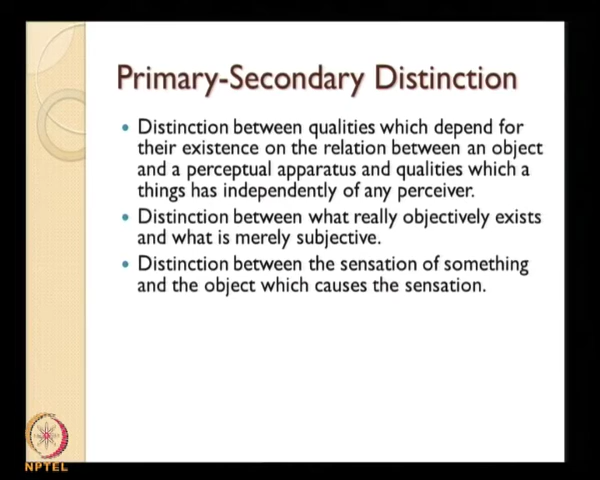 Primary-Secondary Distinction
• Distinction between qualities which depend for
their existence on the relation between an object
and a perceptual apparatus and qualities which a
things has independently of any perceiver.
• Distinction between what really objectively exists
and what is merely subjective.
• Distinction between the sensation of something
and the object which causes the sensation.
NPTEL